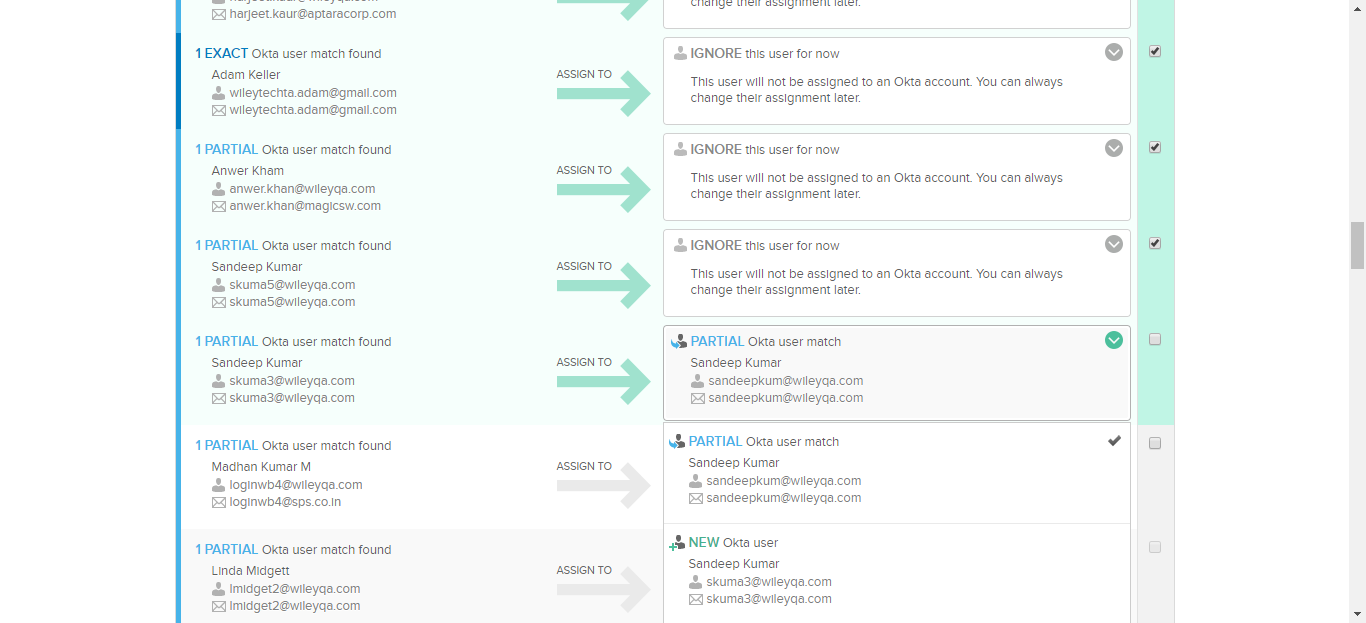 harjeet.kaur@aptaracorp.com
change their assignment later.
1 EXACT Okta user match found
Adam Keller
wileytechta.adam@gmail.com
wileytechta.adam@gmail.com
ASSIGN TO
IGNORE this user for now
This user will not be assigned to an Okta account. You can always
change their assignment later.
1 PARTIAL Okta user match found
Anwer Kham
anwer.khan@wileyqa.com
anwer.khan@magicsw.com
ASSIGN TO
IGNORE this user for now
This user will not be assigned to an Okta account. You can always
change their assignment later.
1 PARTIAL Okta user match found
Sandeep Kumar
skuma5@wileyqa.com
skuma5@wileyqa.com
ASSIGN TO
IGNORE this user for now
This user will not be assigned to an Okta account. You can always
change their assignment later.
1 PARTIAL Okta user match found
Sandeep Kumar
skuma3@wileyqa.com
skuma3@wileyqa.com
ASSIGN TO
PARTIAL Okta user match
Sandeep Kumar
sandeepkum@wileyqa.com
sandeepkum@wileyqa.com
1 PARTIAL Okta user match found
Madhan Kumar M
loginwb4@wileyqa.com
loginwb4@sps.co.in
ASSIGN TO
PARTIAL Okta user match
Sandeep Kumar
sandeepkum@wileyqa.com
sandeepkum@wileyqa.com
1 PARTIAL Okta user match found
Linda Midgett
lmidget2@wileyqa.com
lmidget2@wileyqa.com
ASSIGN TO
NEW Okta user
Sandeep Kumar
skuma3@wileyqa.com
skuma3@wileyqa.com